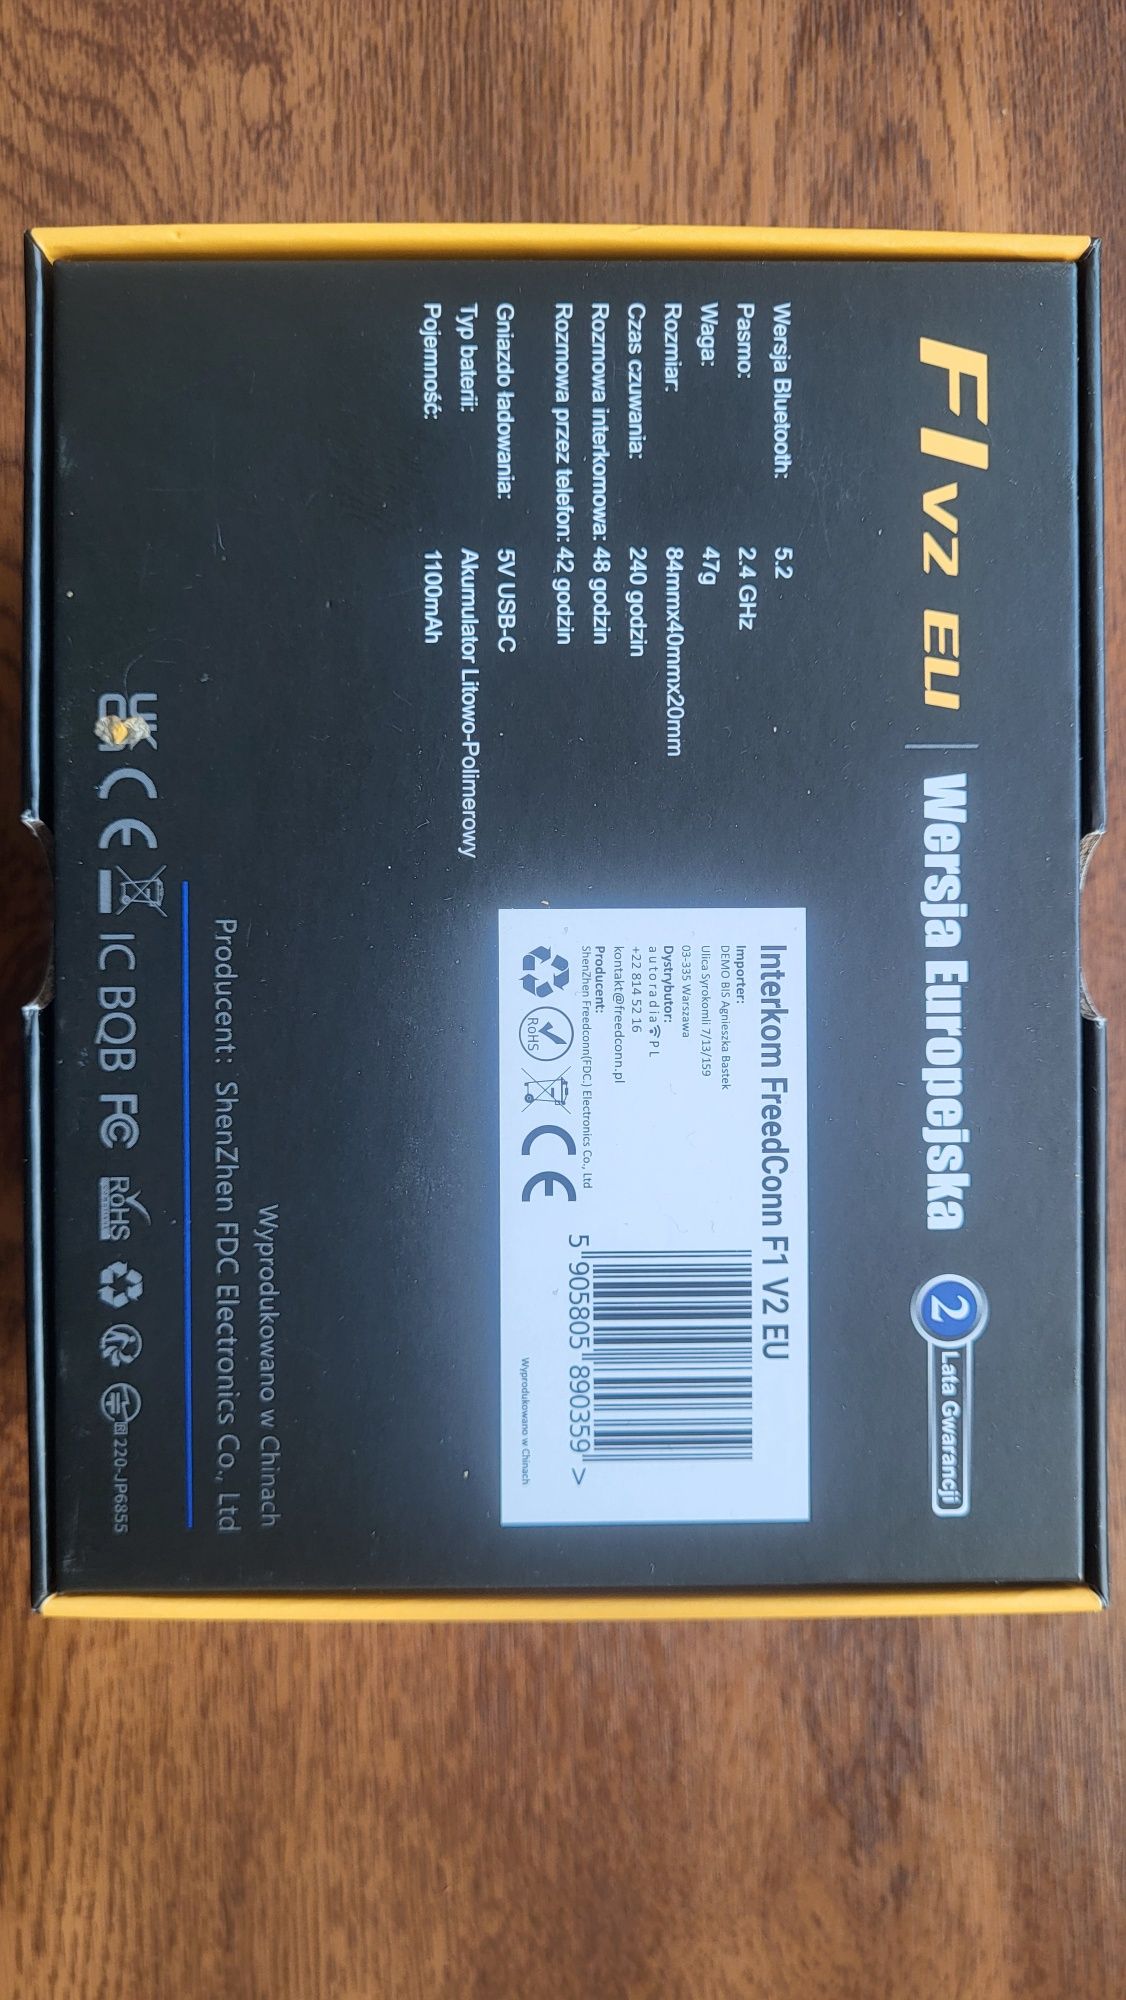 F1 V2 EU | Wersja Europejska
2 Lata Gwarancji
Wersja Bluetooth: 5.2
Pasmo: 2.4 GHz
Waga: 47g
Rozmiar: 84mmx40mmx20mm
Czas czuwania: 240 godzin
Rozmowa interkomowa: 48 godzin
Rozmowa przez telefon: 42 godzin
Gniazdo ładowania: 5V USB-C
Typ baterii: Akumulator Litowo-Polimerowy
Pojemność: 1100mAh
Interkom FreedConn F1 V2 EU
Importer:
DEMO BIS Agnieszka Bastek
Ulica Syrokomli 7/13/159
03-335 Warszawa
Dystrybutor:
autoradia PL
+22 814 52 16
kontakt@freedconn.pl
Producent:
ShenZhen Freedconn(FDC.) Electronics Co., Ltd
RoHS
CE
5 905805 890359 >
Wyprodukowano w Chinach
Wyprodukowano w Chinach
Producent: ShenZhen FDC Electronics Co., Ltd
UK CE IC BQB FC RoHS R 220-JP6855